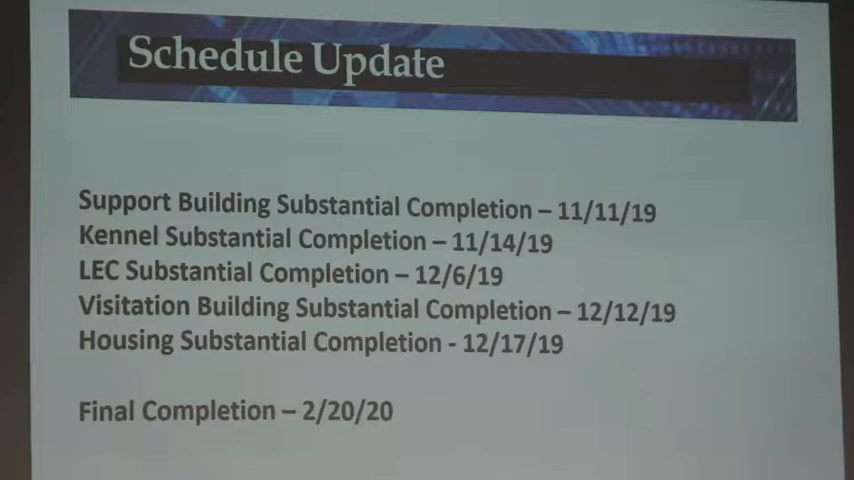 Schedule Update
Support Building Substantial Completion – 11/11/19
Kennel Substantial Completion – 11/14/19
LEC Substantial Completion – 12/6/19
Visitation Building Substantial Completion – 12/12/19
Housing Substantial Completion - 12/17/19
Final Completion – 2/20/20